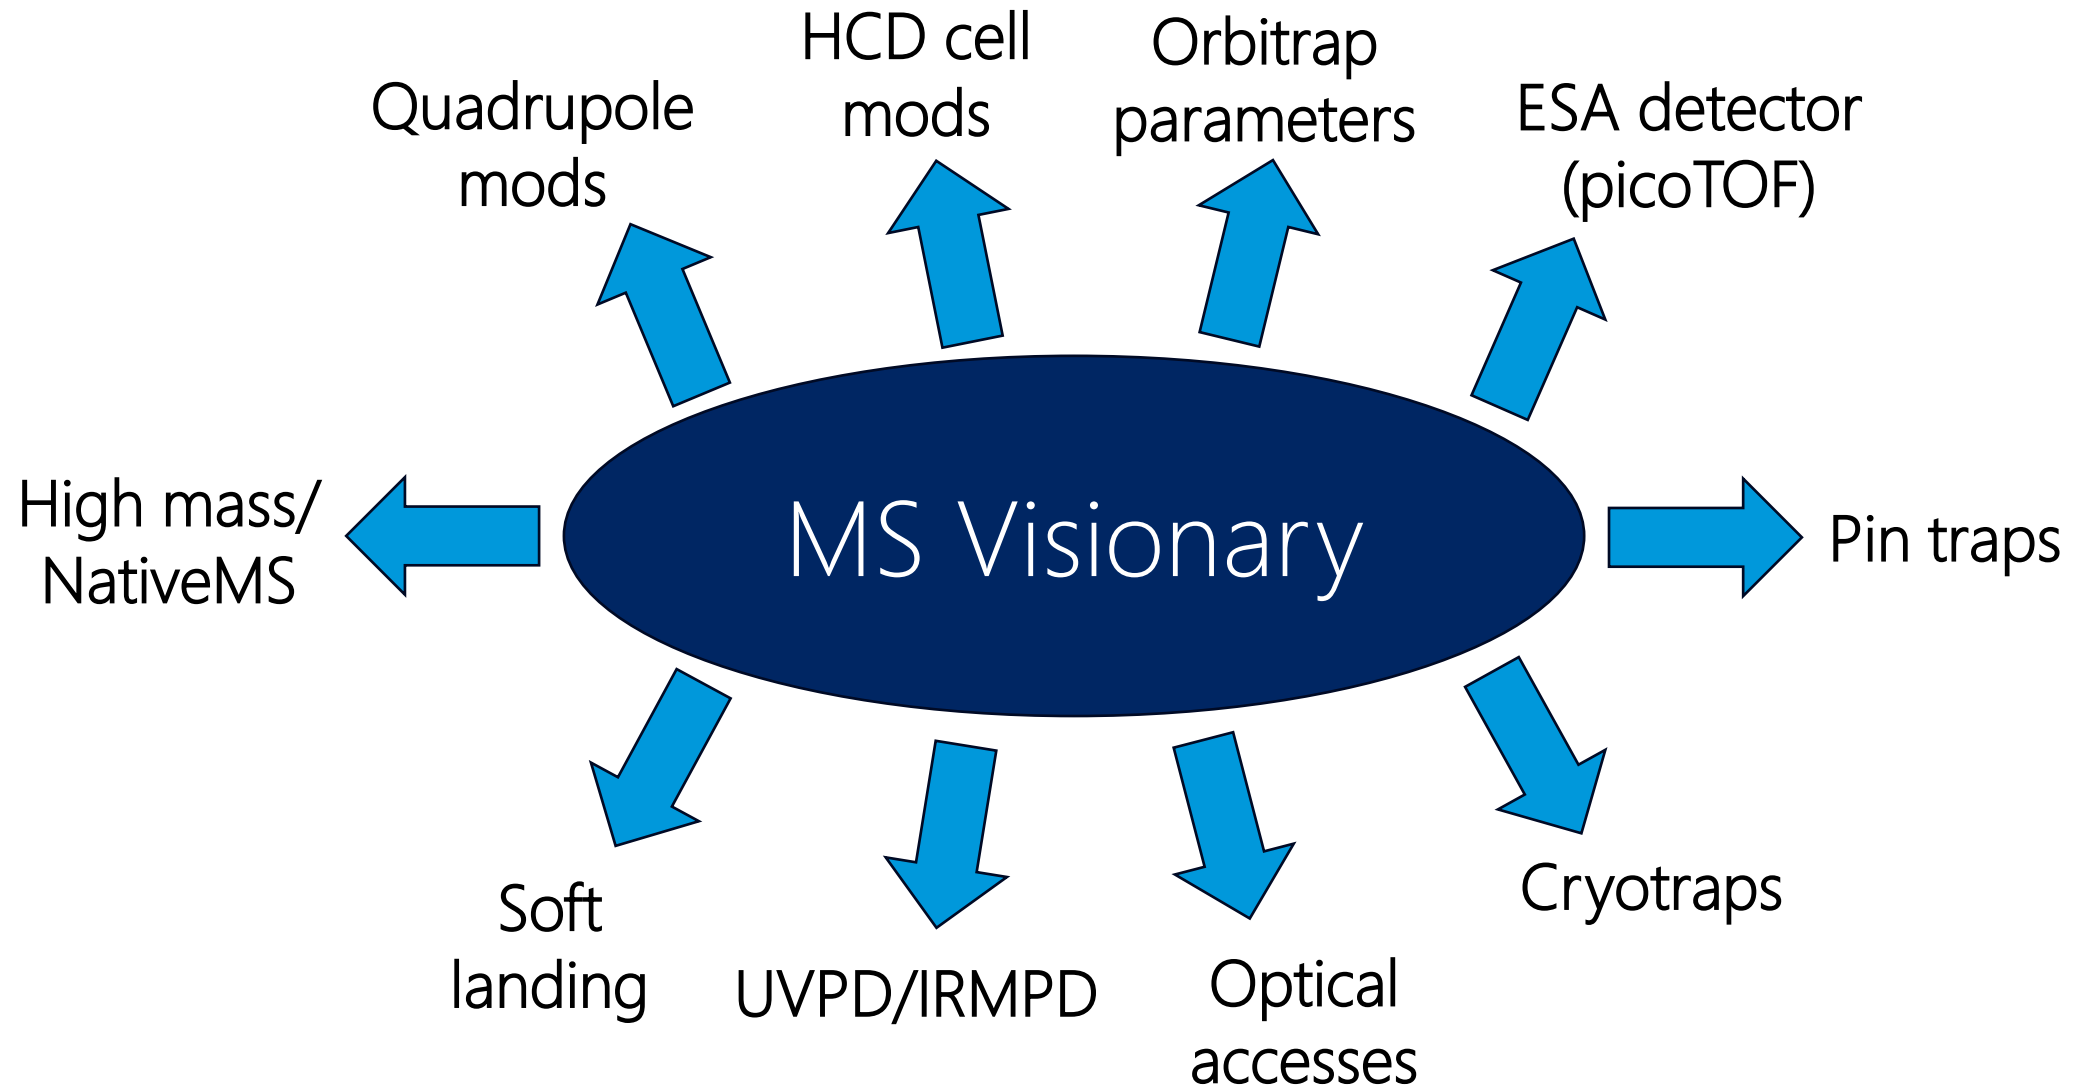 HCD cell
mods
Orbitrap
parameters
Quadrupole
mods
ESA detector
(picoTOF)
High mass/
NativeMS
MS Visionary
Pin traps
Soft
landing
UVPD/IRMPD
Optical
accesses
Cryotraps